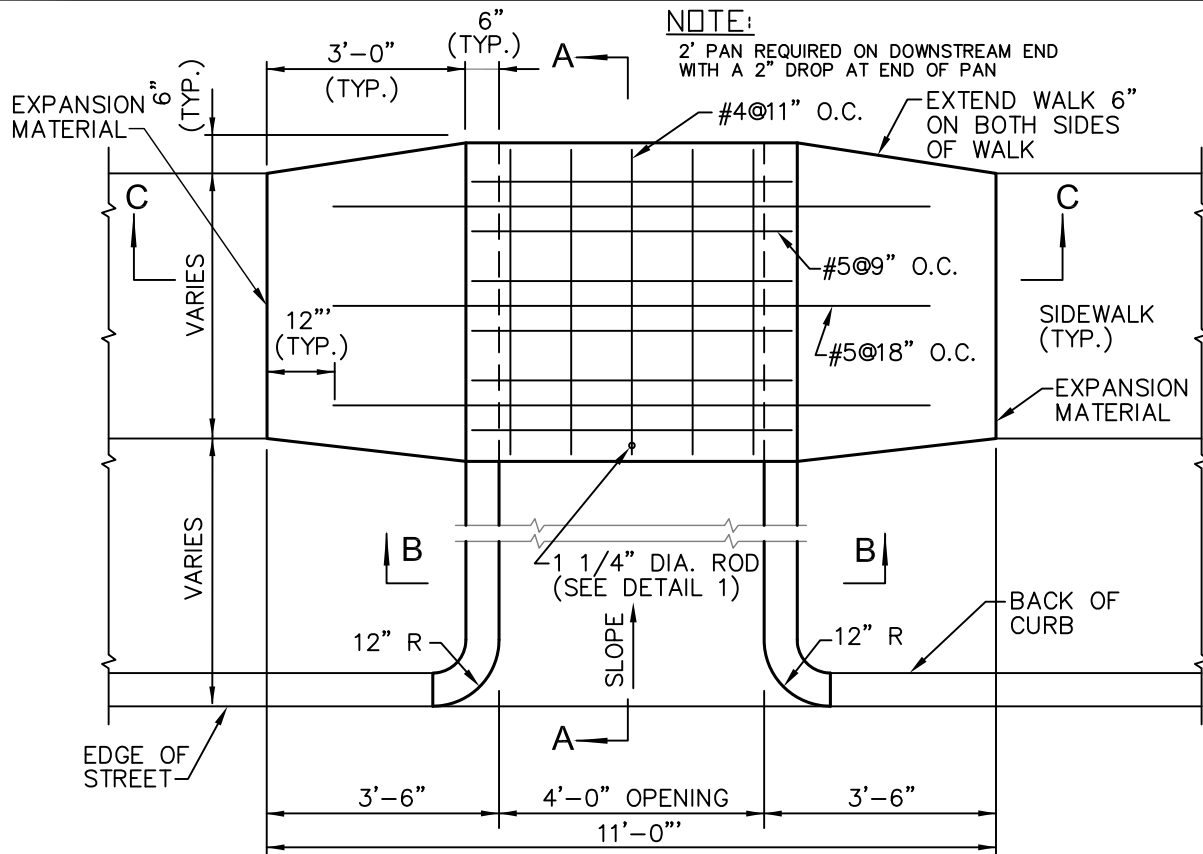 NOTE:
2' PAN REQUIRED ON DOWNSTREAM END
WITH A 2" DROP AT END OF PAN
6"
(TYP.)
3'-0"
(TYP.)
6"
(TYP.)
A
EXPANSION
MATERIAL
#4@11" O.C.
EXTEND WALK 6"
ON BOTH SIDES
OF WALK
C
C
VARIES
#5@9" O.C.
12"'
(TYP.)
#5@18" O.C.
SIDEWALK
(TYP.)
EXPANSION
MATERIAL
VARIES
B
B
1 1/4" DIA. ROD
(SEE DETAIL 1)
BACK OF
CURB
12" R
SLOPE
12" R
A
EDGE OF
STREET
3'-6"
4'-0" OPENING
3'-6"
11'-0"'